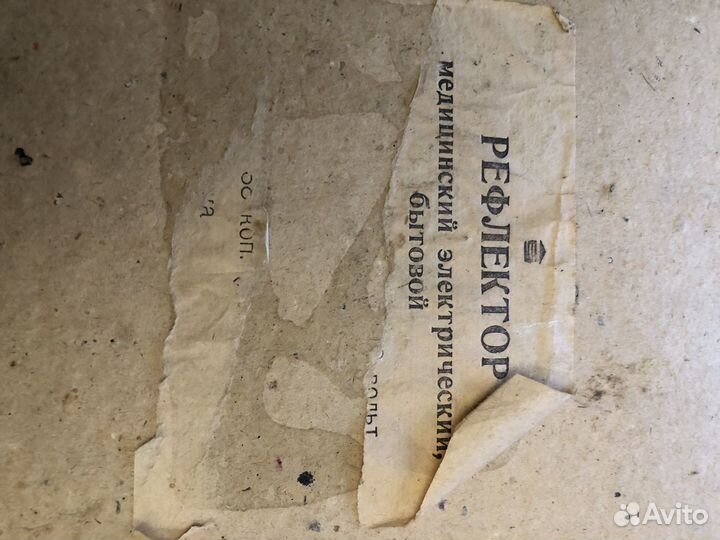 РЕФЛЕКТОР
медицинский электрический,
бытовой
вольт
коп.
Avito